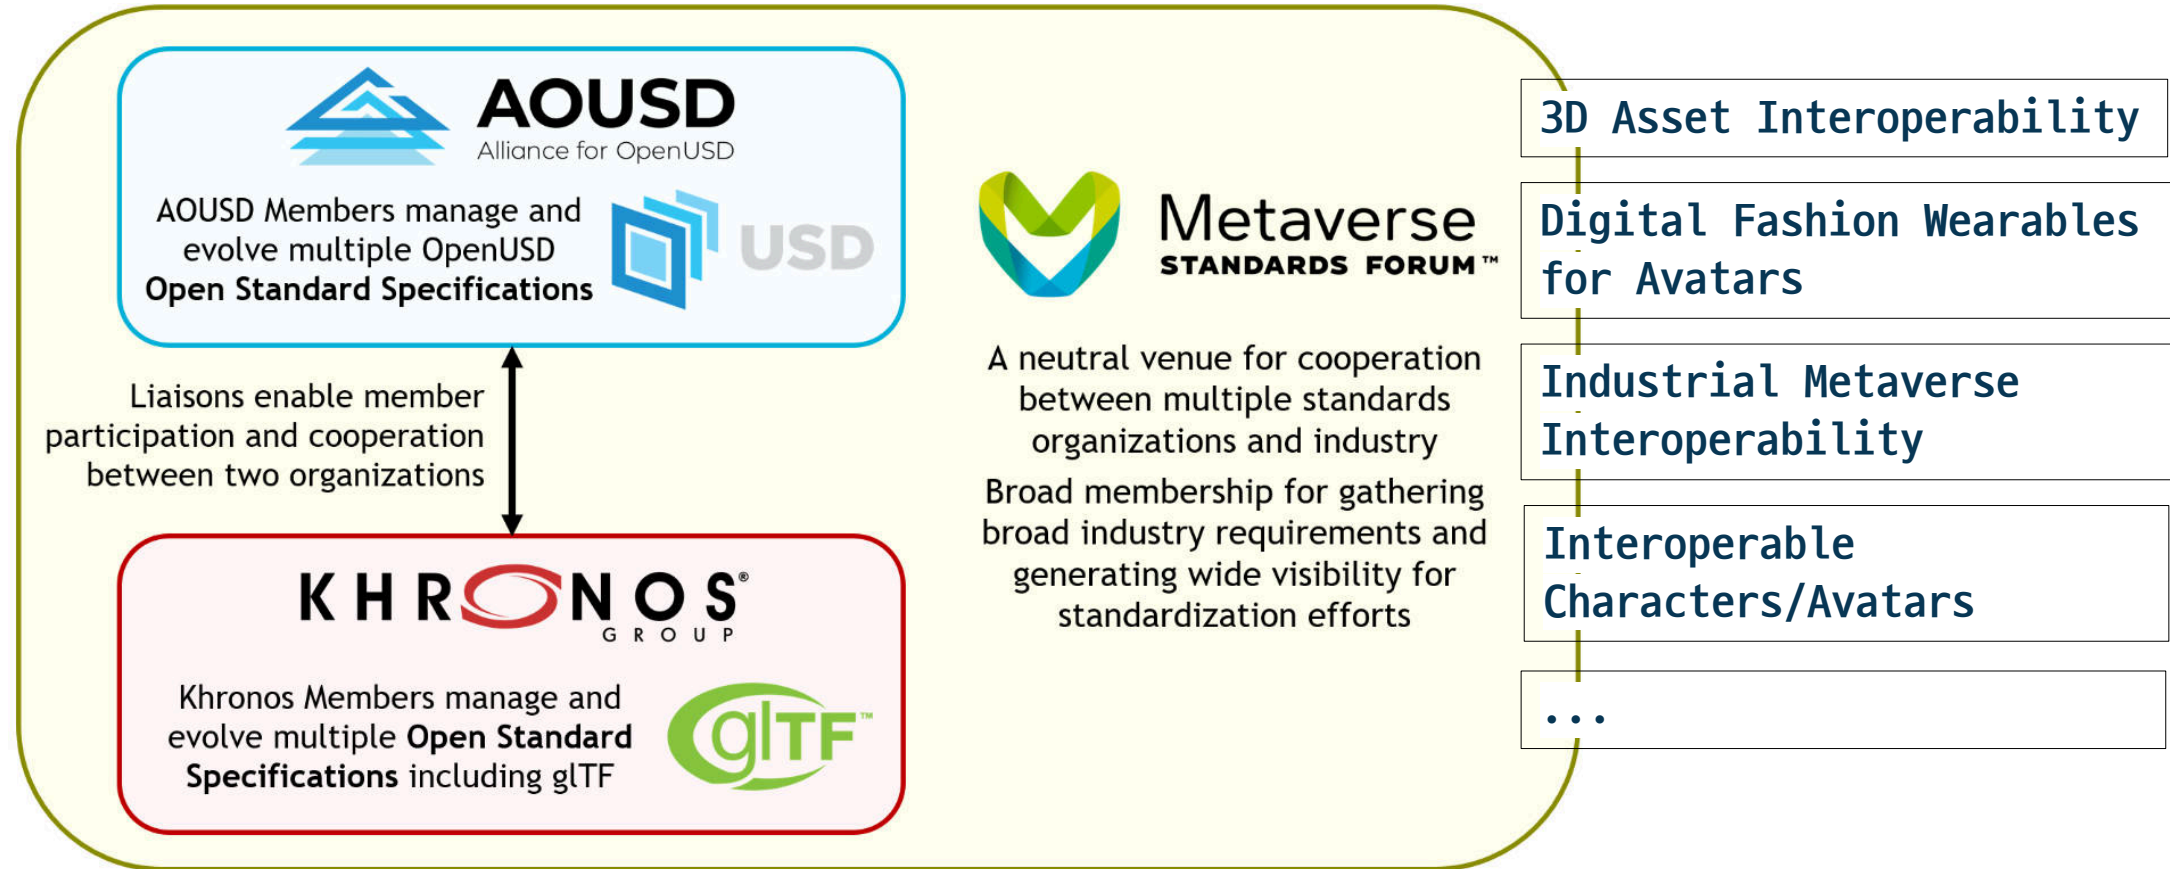 AOUSD
Alliance for OpenUSD
AOUSD Members manage and
evolve multiple OpenUSD
Open Standard Specifications
USD
Liaisons enable member
participation and cooperation
between two organizations
KHRONOS®
GROUP
Khronos Members manage and
evolve multiple Open Standard
Specifications including glTF
glTF™
Metaverse
STANDARDS FORUM™
A neutral venue for cooperation
between multiple standards
organizations and industry
Broad membership for gathering
broad industry requirements and
generating wide visibility for
standardization efforts
3D Asset Interoperability
Digital Fashion Wearables
for Avatars
Industrial Metaverse
Interoperability
Interoperable
Characters/Avatars
...